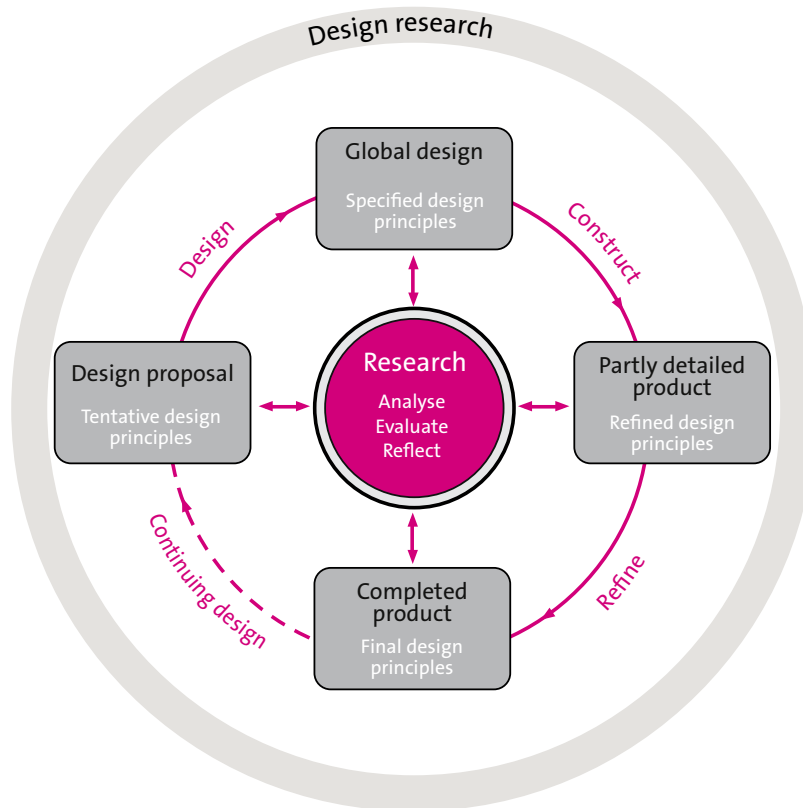 Design research
Global design
Specified design
principles
Design
Construct
Design proposal
Tentative design
principles
Research
Analyse
Evaluate
Reflect
Partly detailed
product
Refined design
principles
Continuing design
Refine
Completed
product
Final design
principles